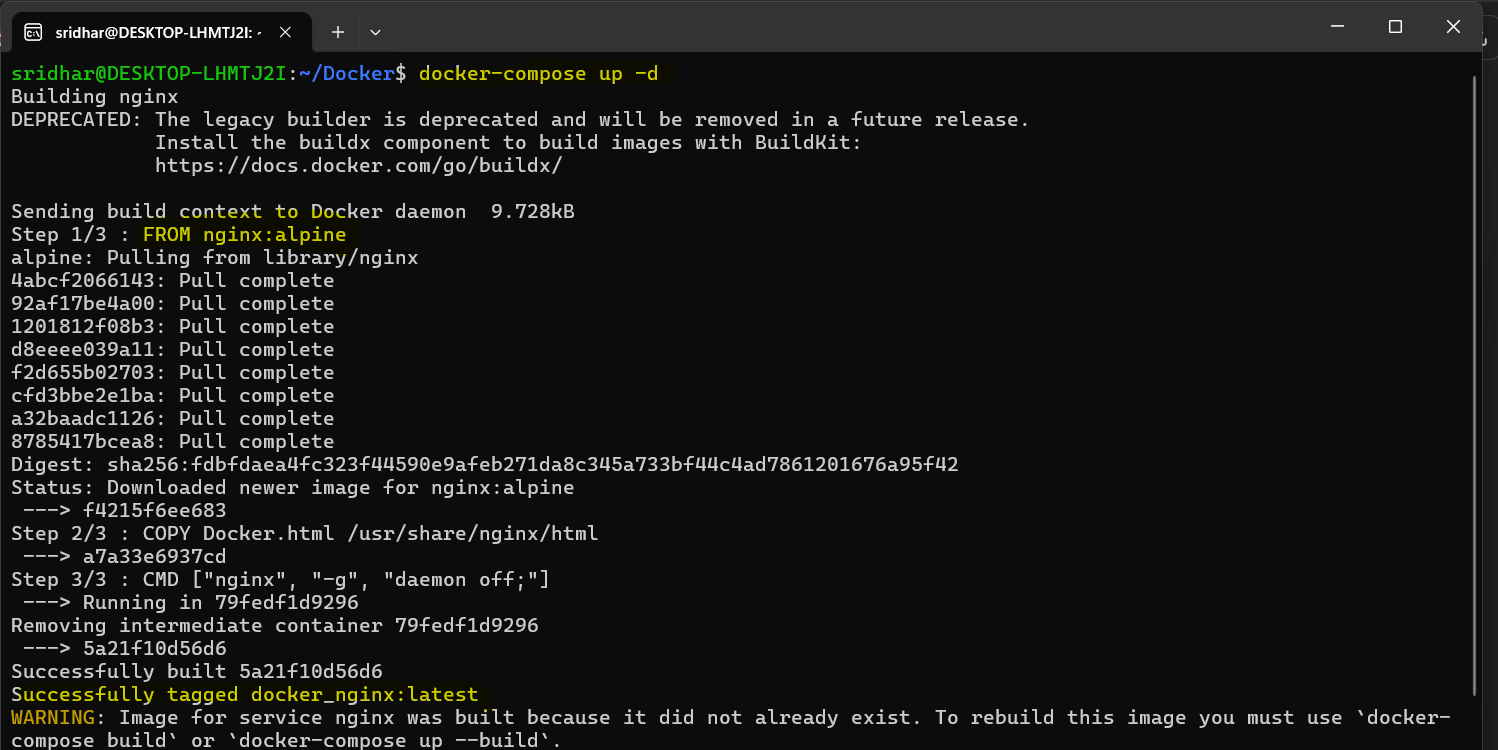 sridhar@DESKTOP-LHMTJ2I: ~
sridhar@DESKTOP-LHMTJ2I:~/Docker$ docker-compose up -d
Building nginx
DEPRECATED: The legacy builder is deprecated and will be removed in a future release.
Install the buildx component to build images with BuildKit:
https://docs.docker.com/go/buildx/
Sending build context to Docker daemon  9.728kB
Step 1/3 : FROM nginx:alpine
alpine: Pulling from library/nginx
4abcf2066143: Pull complete
92af17be4a00: Pull complete
1201812f08b3: Pull complete
d8eeee039a11: Pull complete
f2d655b02703: Pull complete
cfd3bbe2e1ba: Pull complete
a32baadc1126: Pull complete
8785417bcea8: Pull complete
Digest: sha256:fdbfdaea4fc323f44590e9afeb271da8c345a733bf44c4ad7861201676a95f42
Status: Downloaded newer image for nginx:alpine
---> f4215f6ee683
Step 2/3 : COPY Docker.html /usr/share/nginx/html
---> a7a33e6937cd
Step 3/3 : CMD ["nginx", "-g", "daemon off;"]
---> Running in 79fedf1d9296
Removing intermediate container 79fedf1d9296
---> 5a21f10d56d6
Successfully built 5a21f10d56d6
Successfully tagged docker_nginx:latest
WARNING: Image for service nginx was built because it did not already exist. To rebuild this image you must use `docker-
compose build` or `docker-compose up --build`.